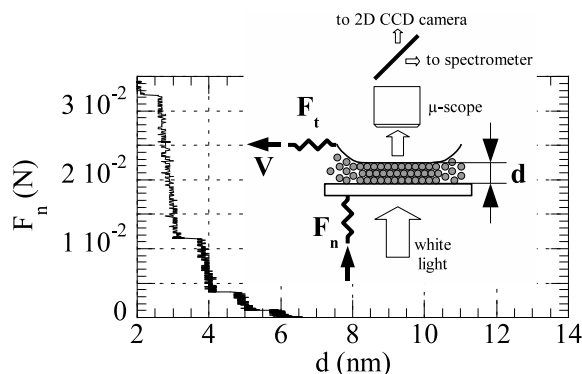 to 2D CCD camera
to spectrometer
μ-scope
F_t
V
d
F_n
white
light
F_n (N)
3 10^-2
2 10^-2
1 10^-2
0
2 4 6 8 10 12 14
d (nm)